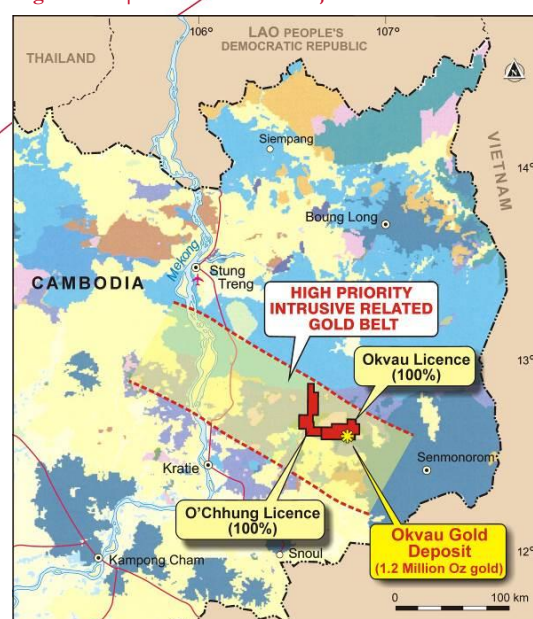 106°
LAO PEOPLE'S
DEMOCRATIC REPUBLIC
107°
THAILAND
N
Siempang
14°
VIETNAM
Boung Long
Mekong
Stung
Treng
CAMBODIA
HIGH PRIORITY
INTRUSIVE RELATED
GOLD BELT
13°
Okvau Licence
(100%)
Kratie
Senmonorom
O'Chhung Licence
(100%)
Okvau Gold
Deposit
(1.2 Million Oz gold)
Snoul
12°
Kampong Cham
0
100 km